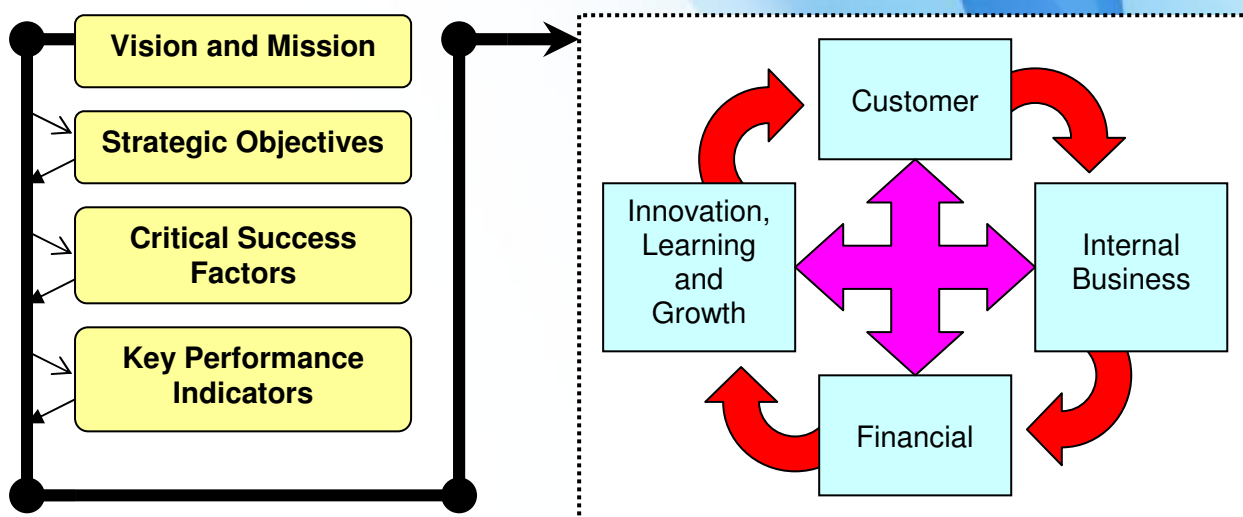 Vision and Mission
Strategic Objectives
Critical Success
Factors
Key Performance
Indicators
Customer
Innovation,
Learning
and
Growth
Internal
Business
Financial